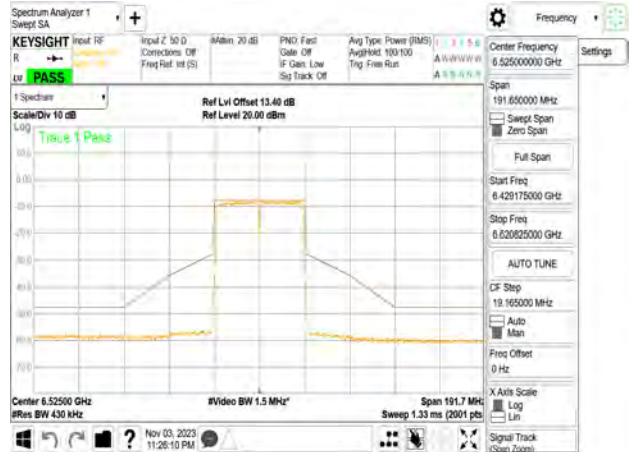 Spectrum Analyzer 1
Swept SA
+
Frequency
KEYSIGHT
Input: RF
Input Z: 50 Ω
Corrections: Off
Freq Ref: Int (S)
#Atten: 20 dB
PNO: Fast
Gate: Off
IF Gain: Low
Sig Track: Off
Avg Type: Power (RMS)
Avg|Hold: 100/100
Trig: Free Run
A W W W W W
A N N N N N
R
PASS
Center Frequency
6.525000000 GHz
Settings
Span
191.650000 MHz
Swept Span
Zero Span
Full Span
Start Freq
6.429175000 GHz
Stop Freq
6.620825000 GHz
AUTO TUNE
CF Step
19.165000 MHz
Auto
Man
Freq Offset
0 Hz
X Axis Scale
Log
Lin
Signal Track
(Span Zoom)
1 Spectrum
Scale/Div 10 dB
Ref Lvl Offset 13.40 dB
Ref Level 20.00 dBm
Log
Trace 1 Pass
Center 6.52500 GHz
#Video BW 1.5 MHz*
Span 191.7 MHz
#Res BW 430 kHz
Sweep 1.33 ms (2001 pts
?
Nov 03, 2023
11:26:10 PM